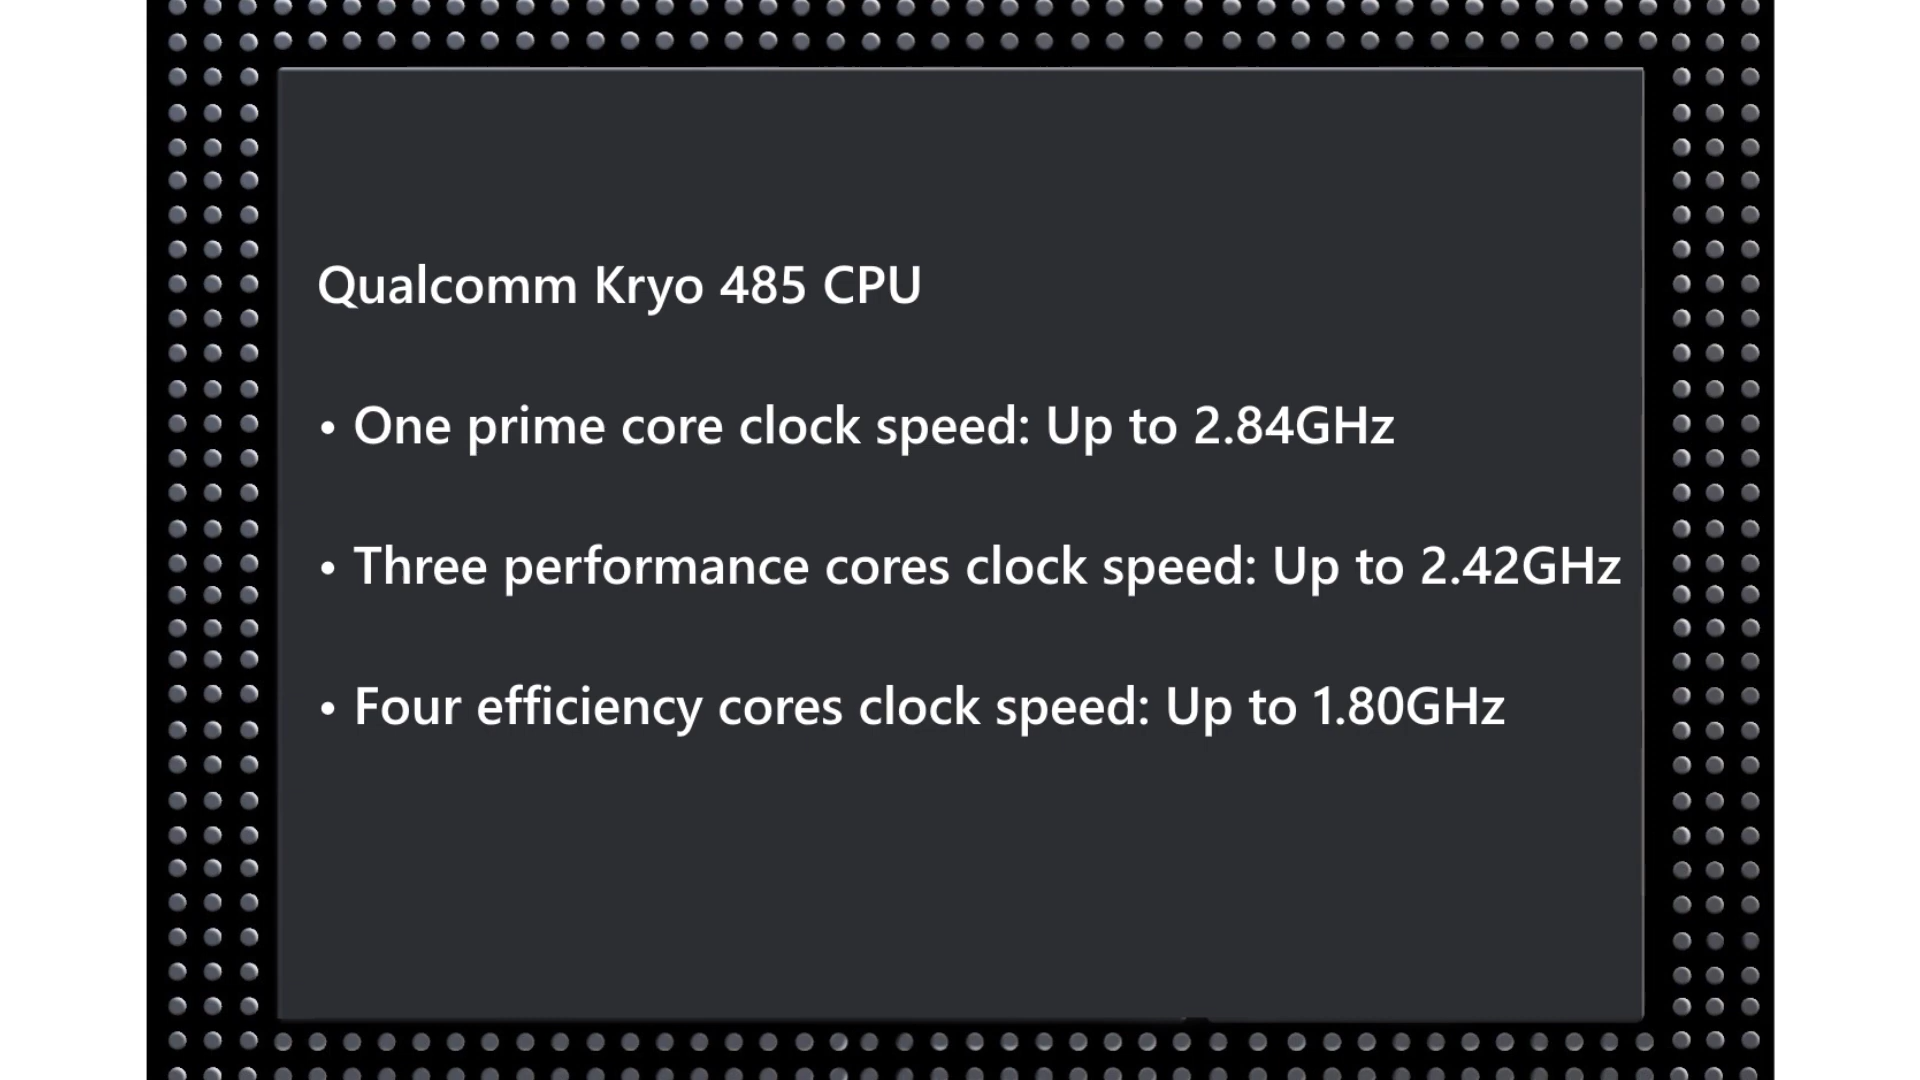 Qualcomm Kryo 485 CPU
• One prime core clock speed: Up to 2.84GHz
• Three performance cores clock speed: Up to 2.42GHz
• Four efficiency cores clock speed: Up to 1.80GHz